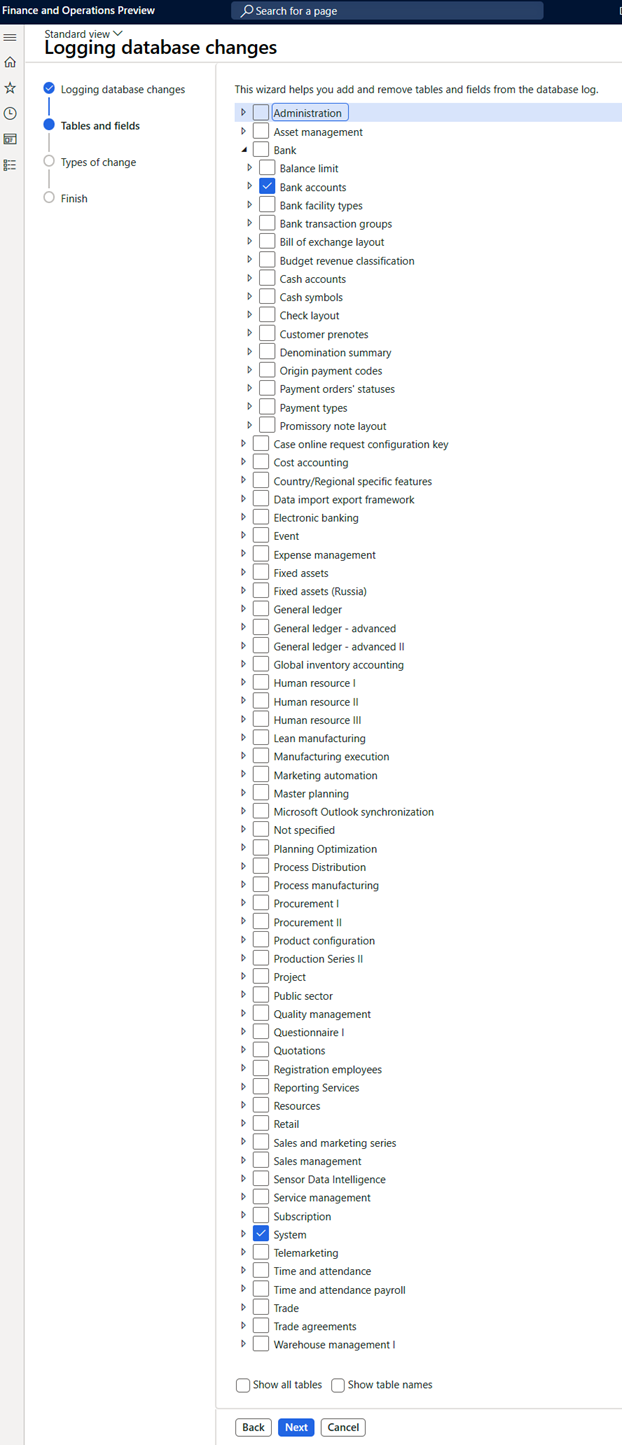 Finance and Operations Preview
Search for a page
Standard view
Logging database changes
Logging database changes
Tables and fields
Types of change
Finish
This wizard helps you add and remove tables and fields from the database log.
Administration
Asset management
Bank
Balance limit
Bank accounts
Bank facility types
Bank transaction groups
Bill of exchange layout
Budget revenue classification
Cash accounts
Cash symbols
Check layout
Customer prenotes
Denomination summary
Origin payment codes
Payment orders' statuses
Payment types
Promissory note layout
Case online request configuration key
Cost accounting
Country/Regional specific features
Data import export framework
Electronic banking
Event
Expense management
Fixed assets
Fixed assets (Russia)
General ledger
General ledger - advanced
General ledger - advanced II
Global inventory accounting
Human resource I
Human resource II
Human resource III
Lean manufacturing
Manufacturing execution
Marketing automation
Master planning
Microsoft Outlook synchronization
Not specified
Planning Optimization
Process Distribution
Process manufacturing
Procurement I
Procurement II
Product configuration
Production Series II
Project
Public sector
Quality management
Questionnaire I
Quotations
Registration employees
Reporting Services
Resources
Retail
Sales and marketing series
Sales management
Sensor Data Intelligence
Service management
Subscription
System
Telemarketing
Time and attendance
Time and attendance payroll
Trade
Trade agreements
Warehouse management I
Show all tables Show table names
Back Next Cancel